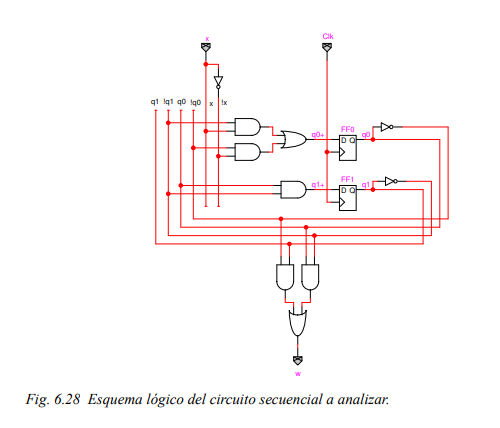 x Clk
q1 !q1 q0 !q0 x !x
q0+ FF0 q0
D Q
q1+ FF1 q1
D Q
w
Fig. 6.28 Esquema lógico del circuito secuencial a analizar.